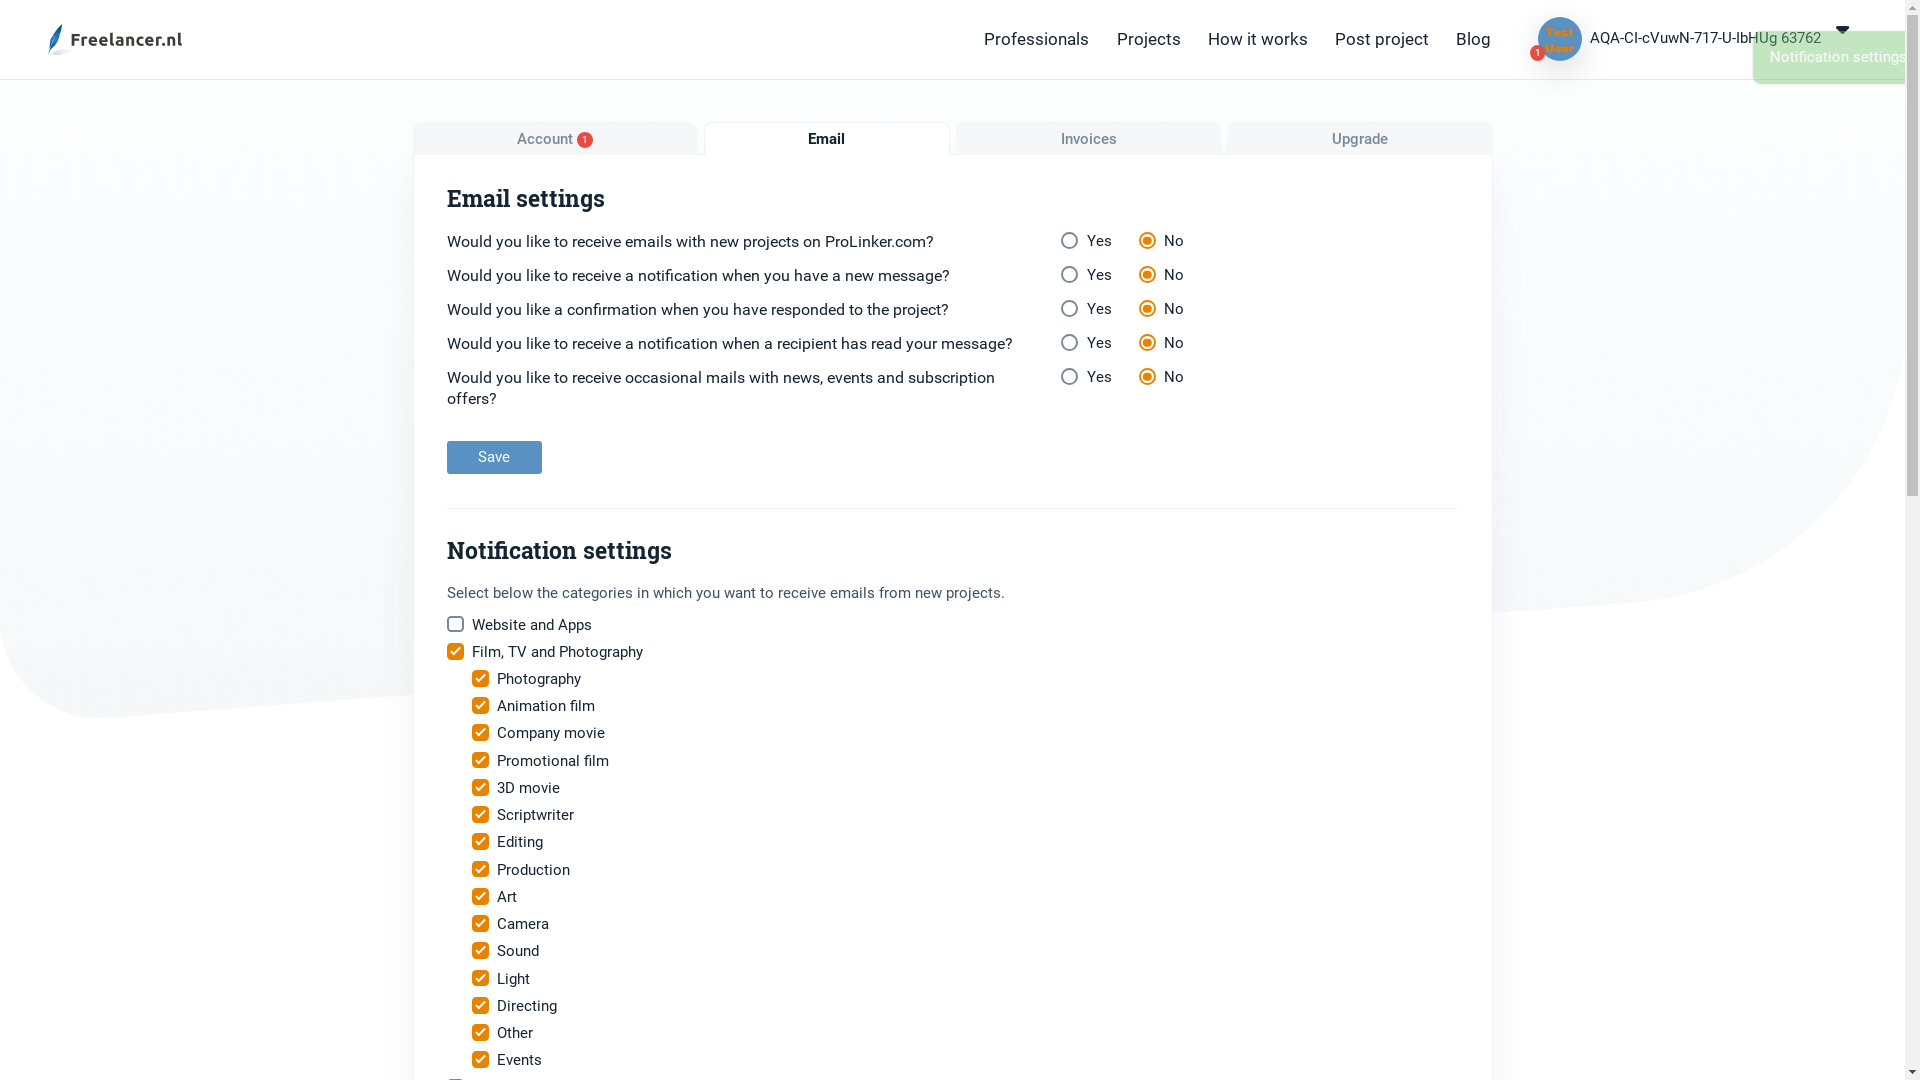 Freelancer.nl
Professionals
Projects
How it works
Post project
Blog
1
Test
User
AQA-CI-cVuwN-717-U-IbHUg 63762
Notification settings
Account 1
Email
Invoices
Upgrade
Email settings
Would you like to receive emails with new projects on ProLinker.com? Yes No
Would you like to receive a notification when you have a new message? Yes No
Would you like a confirmation when you have responded to the project? Yes No
Would you like to receive a notification when a recipient has read your message? Yes No
Would you like to receive occasional mails with news, events and subscription Yes No
offers?
Save
Notification settings
Select below the categories in which you want to receive emails from new projects.
Website and Apps
Film, TV and Photography
Photography
Animation film
Company movie
Promotional film
3D movie
Scriptwriter
Editing
Production
Art
Camera
Sound
Light
Directing
Other
Events